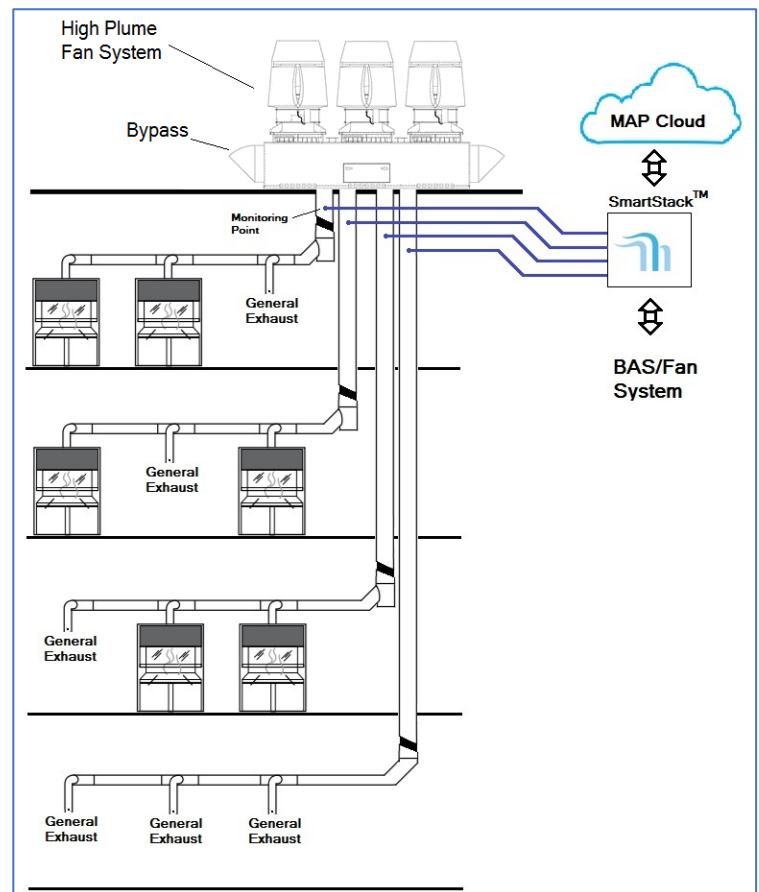 High Plume
Fan System
Bypass
MAP Cloud
SmartStack™
Monitoring
Point
General
Exhaust
BAS/Fan
System
General
Exhaust
General
Exhaust
General
Exhaust
General
Exhaust
General
Exhaust